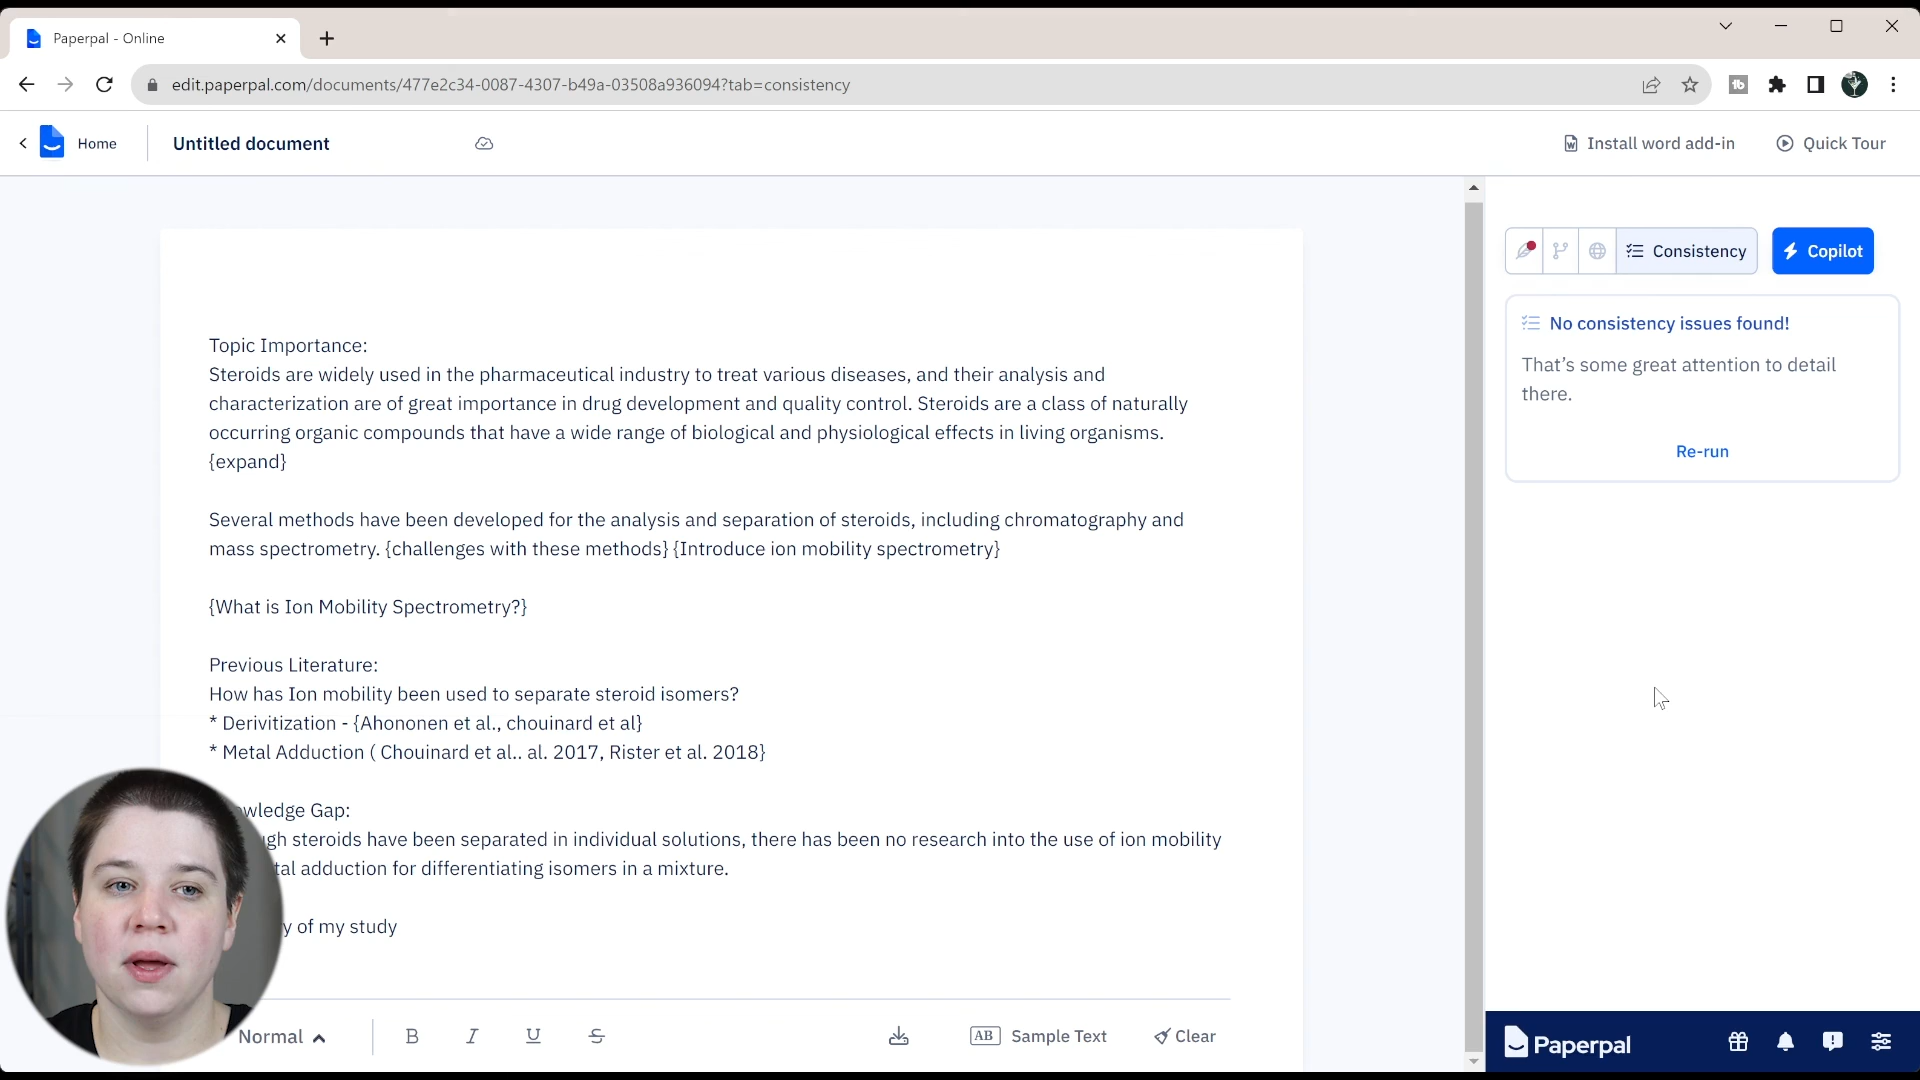 Paperpal - Online
edit.paperpal.com/documents/477e2c34-0087-4307-b49a-03508a936094?tab=consistency
Home
Untitled document
Install word add-in
Quick Tour
Consistency
Copilot
No consistency issues found!
That's some great attention to detail
there.
Re-run
Topic Importance:
Steroids are widely used in the pharmaceutical industry to treat various diseases, and their analysis and
characterization are of great importance in drug development and quality control. Steroids are a class of naturally
occurring organic compounds that have a wide range of biological and physiological effects in living organisms.
{expand}
Several methods have been developed for the analysis and separation of steroids, including chromatography and
mass spectrometry. {challenges with these methods} {Introduce ion mobility spectrometry}
{What is Ion Mobility Spectrometry?}
Previous Literature:
How has Ion mobility been used to separate steroid isomers?
* Derivitization - {Ahononen et al., chouinard et al}
* Metal Adduction ( Chouinard et al.. al. 2017, Rister et al. 2018}
wledge Gap:
gh steroids have been separated in individual solutions, there has been no research into the use of ion mobility
tal adduction for differentiating isomers in a mixture.
y of my study
Normal
B I U S
AB Sample Text
Clear
Paperpal